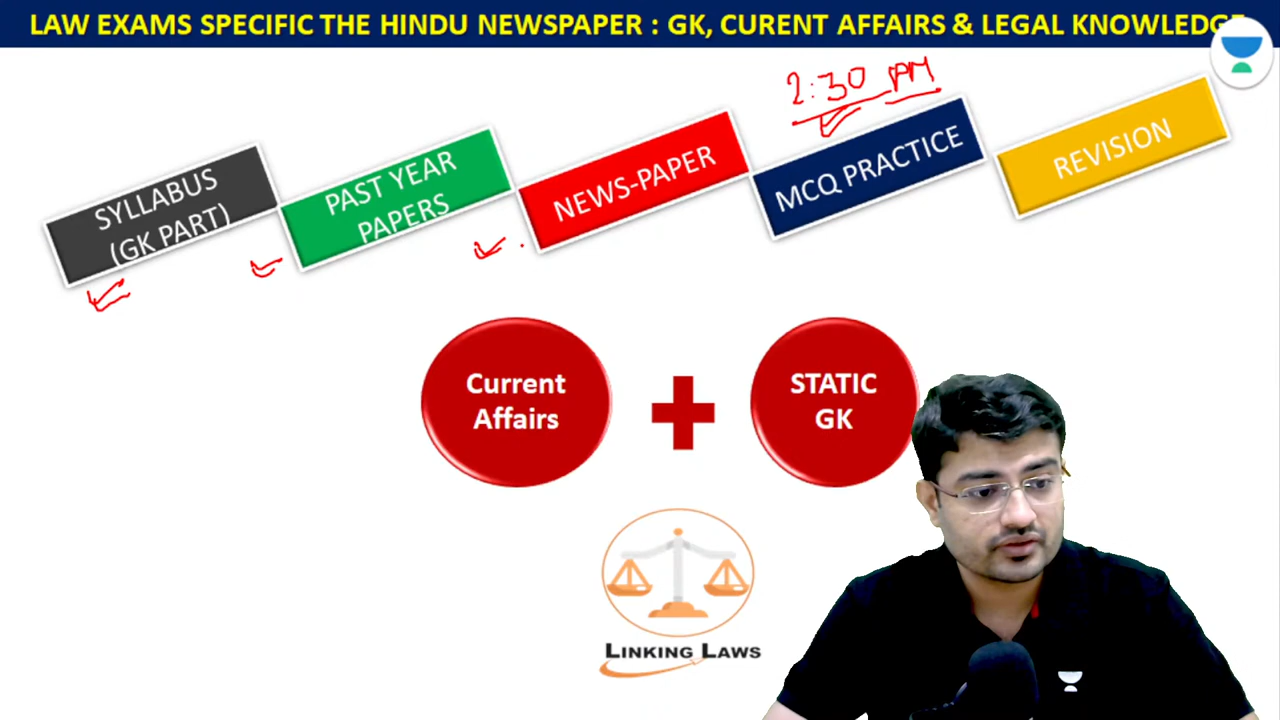 LAW EXAMS SPECIFIC THE HINDU NEWSPAPER : GK, CURENT AFFAIRS & LEGAL KNOWLEDGE
2:30 PM
SYLLABUS
(GK PART)
PAST YEAR
PAPERS
NEWS-PAPER
MCQ PRACTICE
REVISION
Current
Affairs
STATIC
GK
LINKING LAWS